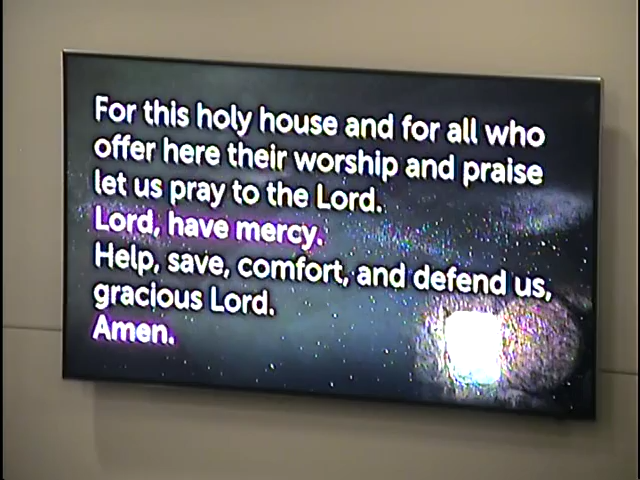 For this holy house and for all who
offer here their worship and praise
let us pray to the Lord.
Lord, have mercy.
Help, save, comfort, and defend us,
gracious Lord.
Amen.